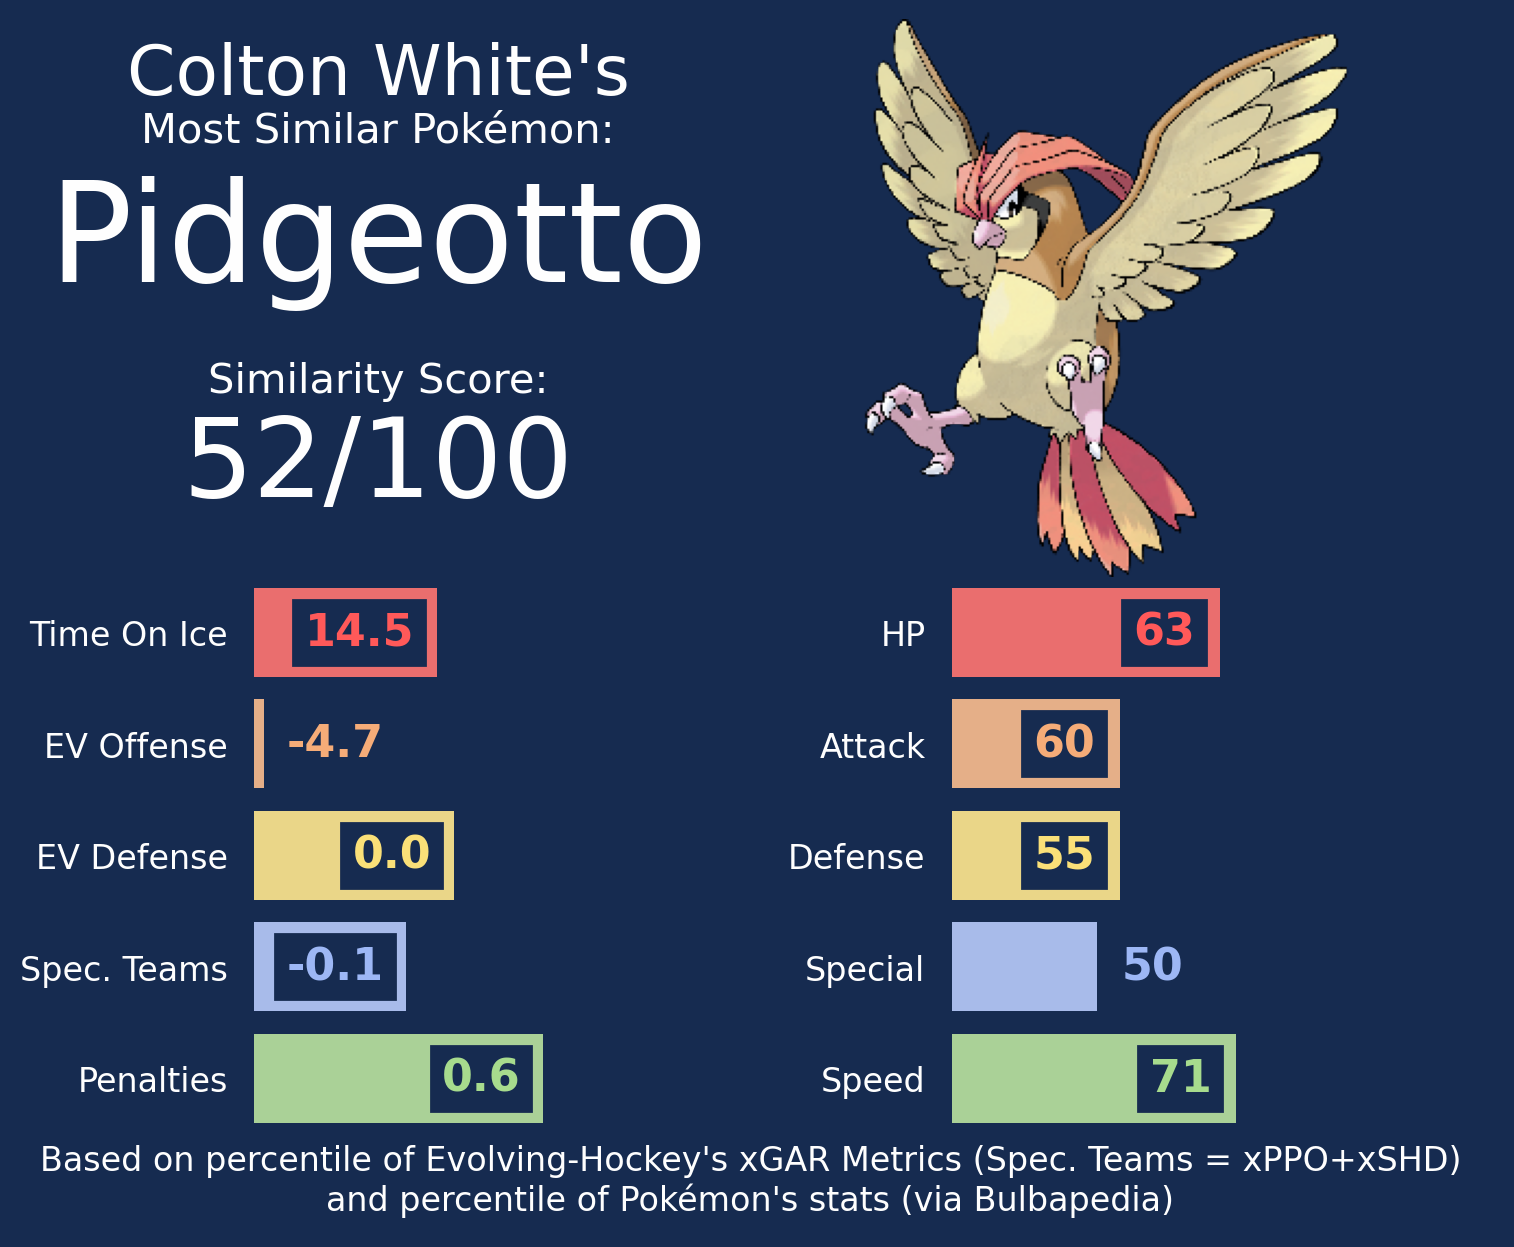 Colton White's
Most Similar Pokémon:
Pidgeotto
Similarity Score:
52/100
Time On Ice 14.5
EV Offense -4.7
EV Defense 0.0
Spec. Teams -0.1
Penalties 0.6
HP 63
Attack 60
Defense 55
Special 50
Speed 71
Based on percentile of Evolving-Hockey's xGAR Metrics (Spec. Teams = xPPO+xSHD)
and percentile of Pokémon's stats (via Bulbapedia)